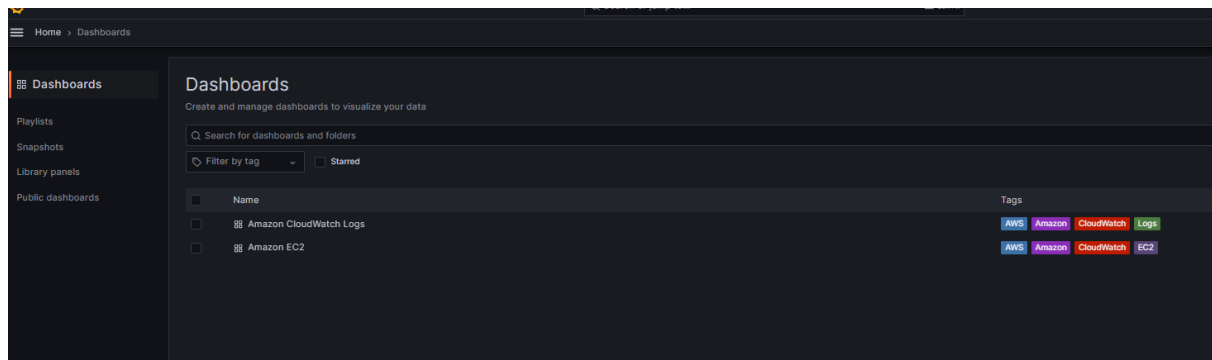 Home › Dashboards
Dashboards
Playlists
Snapshots
Library panels
Public dashboards
Dashboards
Create and manage dashboards to visualize your data
Search for dashboards and folders
Filter by tag Starred
Name Tags
Amazon CloudWatch Logs AWS Amazon CloudWatch Logs
Amazon EC2 AWS Amazon CloudWatch EC2